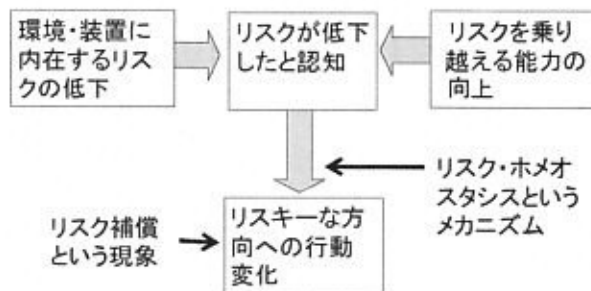 環境・装置に
内在するリス
クの低下
リスクが低下
したと認知
リスクを乗り
越える能力の
向上
リスク・ホメオ
スタシスという
メカニズム
リスク補償
という現象
リスキーな方
向への行動
変化